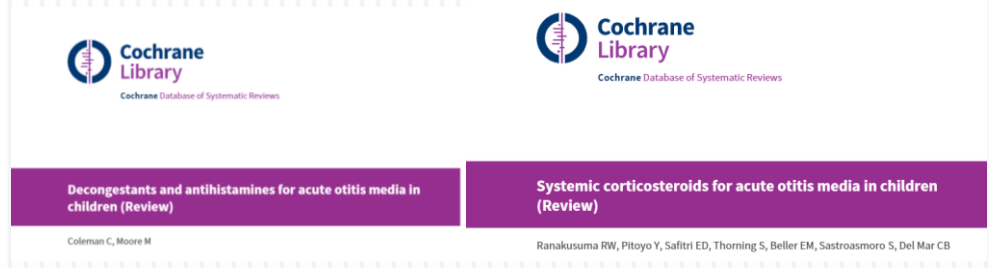 Cochrane
Library
Cochrane Database of Systematic Reviews
Decongestants and antihistamines for acute otitis media in
children (Review)
Coleman C, Moore M
Cochrane
Library
Cochrane Database of Systematic Reviews
Systemic corticosteroids for acute otitis media in children
(Review)
Ranakusuma RW, Pitoyo Y, Safitri ED, Thorning S, Beller EM, Sastroasmoro S, Del Mar CB